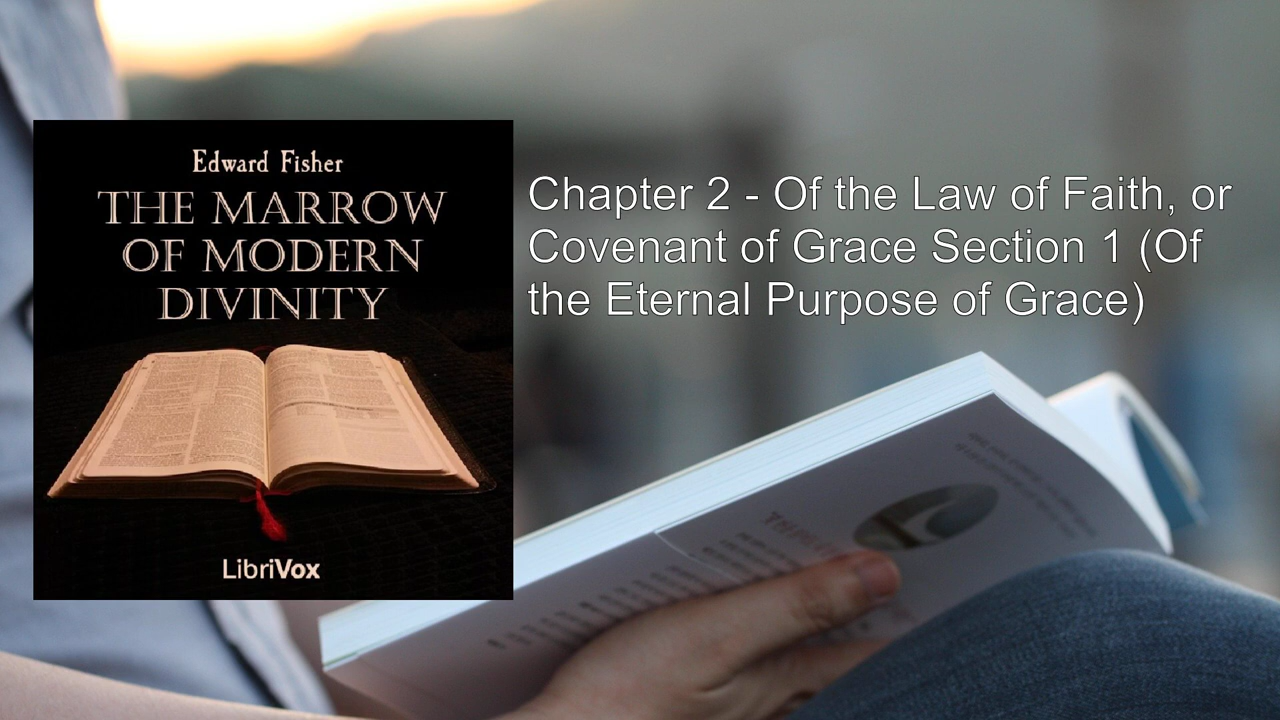 Edward Fisher
THE MARROW
OF MODERN
DIVINITY
LibriVox
Chapter 2 - Of the Law of Faith, or
Covenant of Grace Section 1 (Of
the Eternal Purpose of Grace)